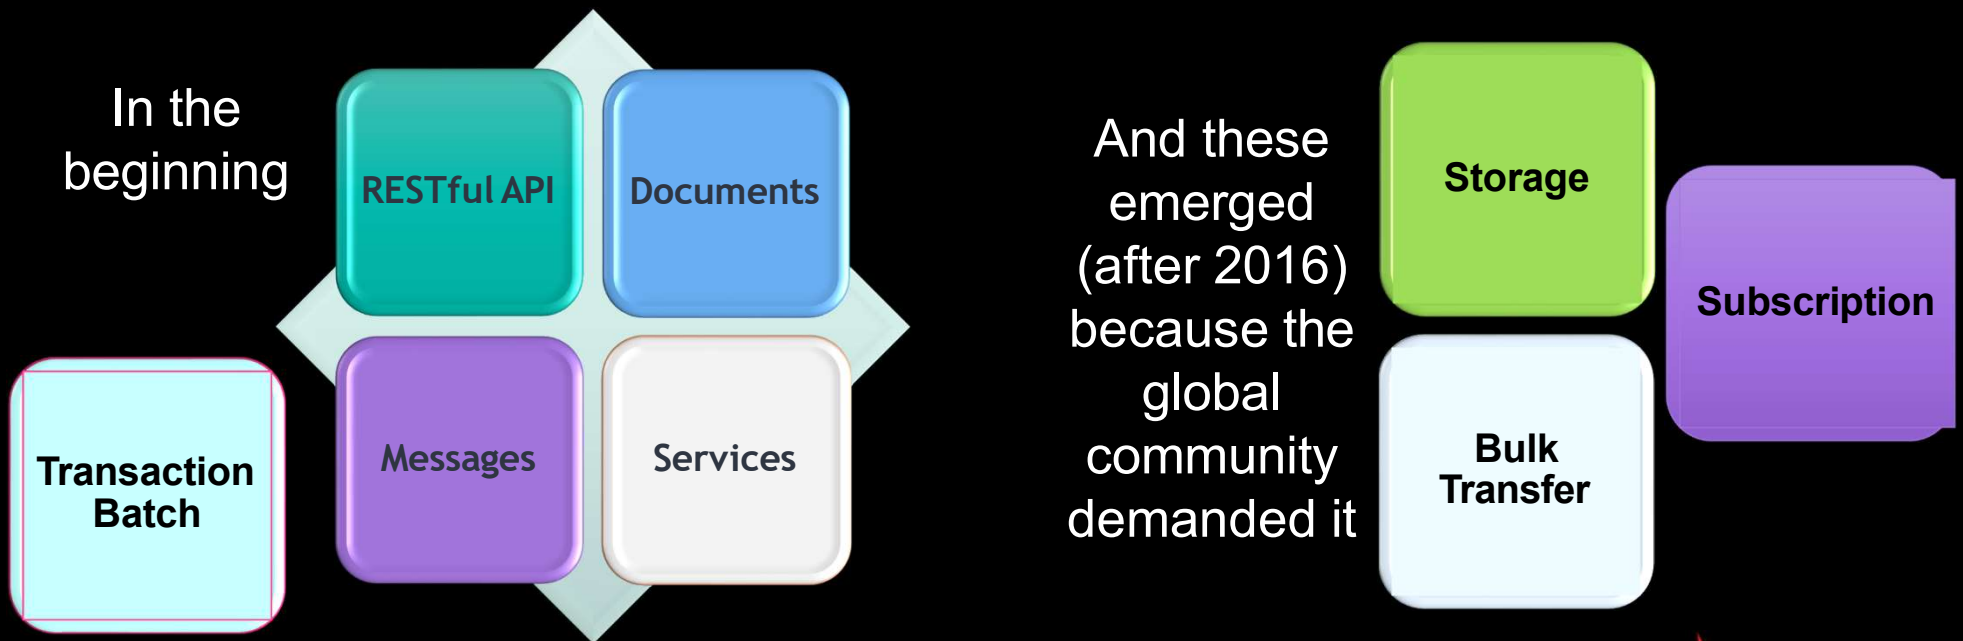 In the
beginning
RESTful API
Documents
Messages
Services
Transaction
Batch
And these
emerged
(after 2016)
because the
global
community
demanded it
Storage
Subscription
Bulk
Transfer